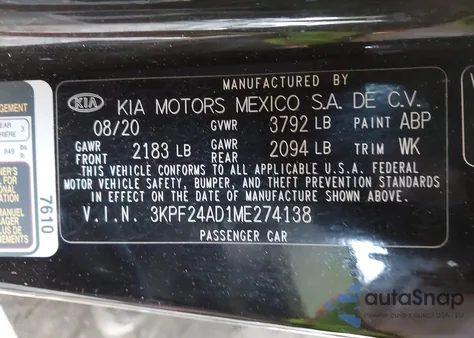 MANUFACTURED BY
KIA KIA MOTORS MEXICO S.A. DE C.V.
08/20 GVWR 3792 LB PAINT ABP
GAWR FRONT 2183 LB GAWR REAR 2094 LB TRIM WK
THIS VEHICLE CONFORMS TO ALL APPLICABLE U.S.A. FEDERAL
MOTOR VEHICLE SAFETY, BUMPER, AND THEFT PREVENTION STANDARDS
IN EFFECT ON THE DATE OF MANUFACTURE SHOWN ABOVE.
V.I.N. 3KPF24AD1ME274138
PASSENGER CAR
7610
autoSnap